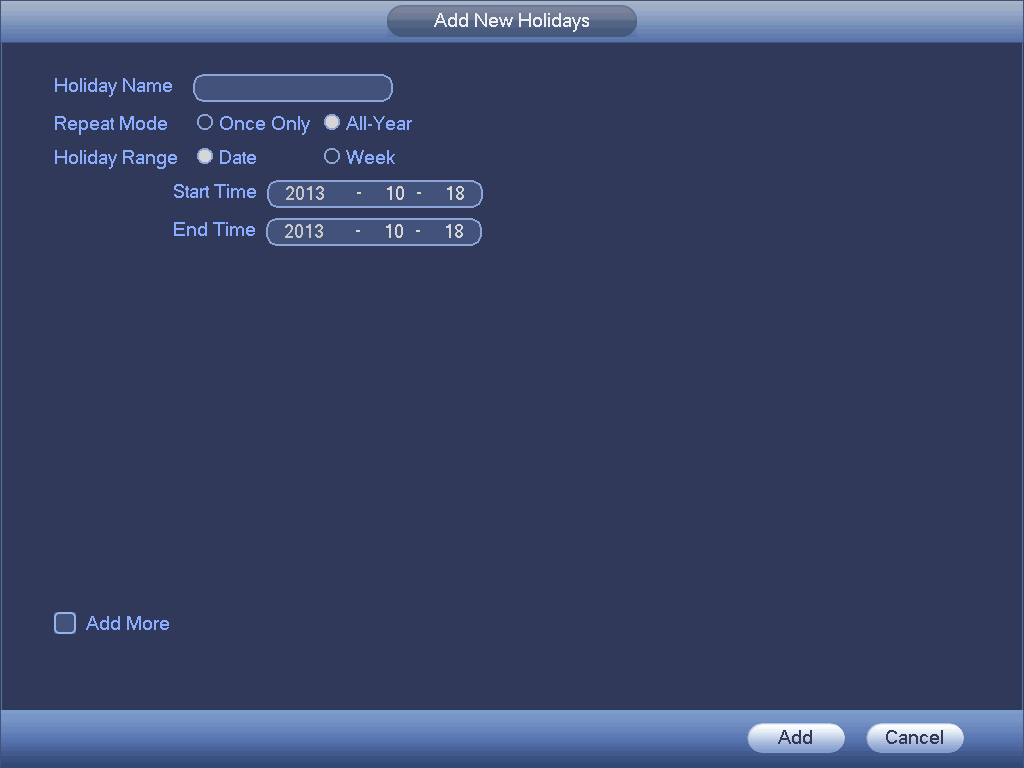 Add New Holidays
Holiday Name
Repeat Mode Once Only All-Year
Holiday Range Date Week
Start Time 2013 - 10 - 18
End Time 2013 - 10 - 18
Add More
Add Cancel